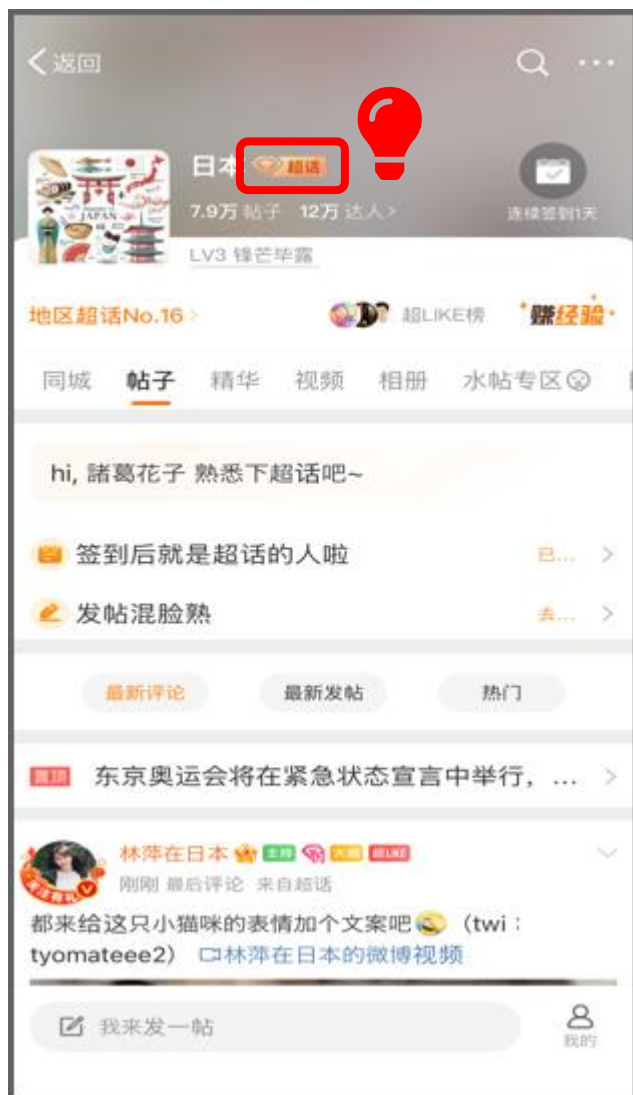 返回
日本 超话
7.9万 帖子 12万 达人>
连续签到1天
JAPAN
LV3 锋芒毕露
地区超话No.16>
超LIKE榜
赚经验
同城 帖子 精华 视频 相册 水帖专区
hi, 諸葛花子 熟悉下超话吧~
签到后就是超话的人啦 已... >
发帖混脸熟 去... >
最新评论 最新发帖 热门
置顶 东京奥运会将在紧急状态宣言中举行，... >
林萍在日本 主持 大咖 超LIKE
刚刚 最后评论 来自超话
都来给这只小猫咪的表情加个文案吧 （twi：
tyomateee2） 林萍在日本的微博视频
我来发一帖
我的